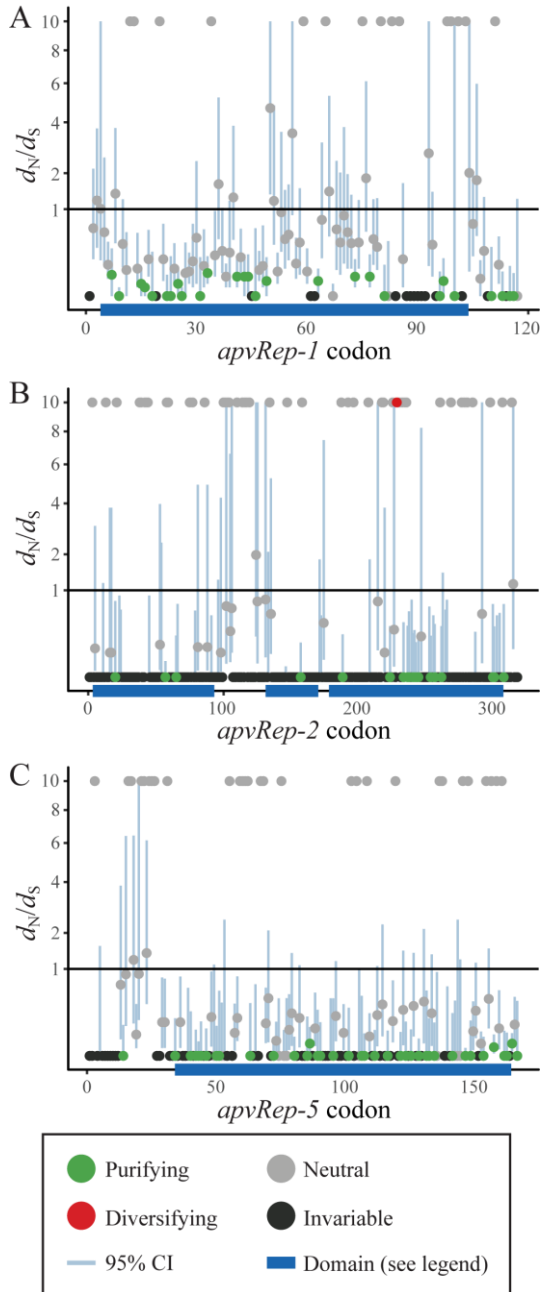 A
10
8
6
4
2
1
dN/dS
0
30
60
90
120
apvRep-1 codon
B
10
8
6
4
2
1
dN/dS
0
100
200
300
apvRep-2 codon
C
10
8
6
4
2
1
dN/dS
0
50
100
150
apvRep-5 codon
Purifying
Neutral
Diversifying
Invariable
95% CI
Domain (see legend)